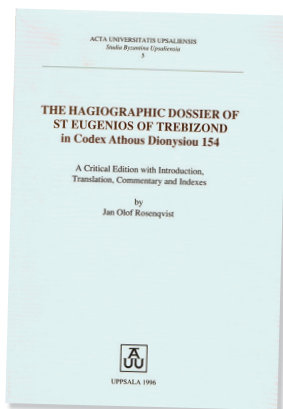 ACTA UNIVERSITATIS UPSALIENSIS
Studia Byzantina Upsaliensia
5
THE HAGIOGRAPHIC DOSSIER OF
ST EUGENIOS OF TREBIZOND
in Codex Athous Dionysiou 154
A Critical Edition with Introduction,
Translation, Commentary and Indexes
by
Jan Olof Rosenqvist
A
UU
UPPSALA 1996